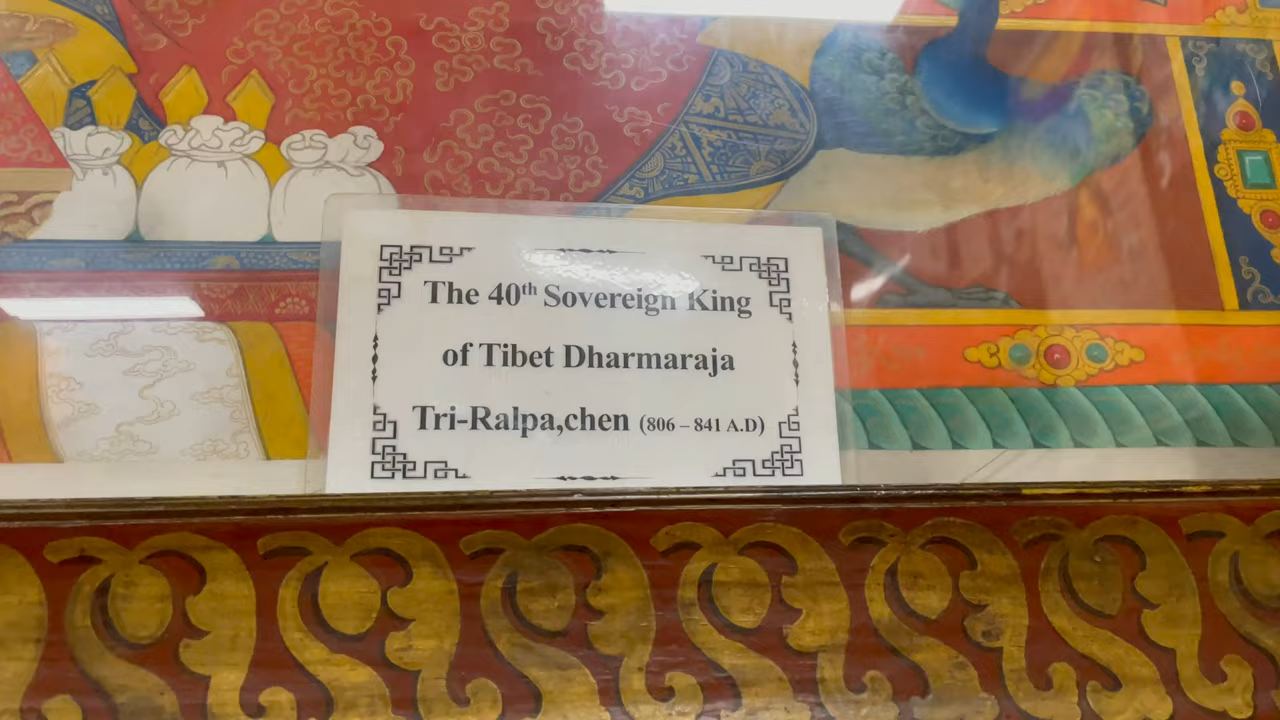 The 40th Sovereign King
of Tibet Dharmaraja
Tri-Ralpa,chen (806 – 841 A.D)